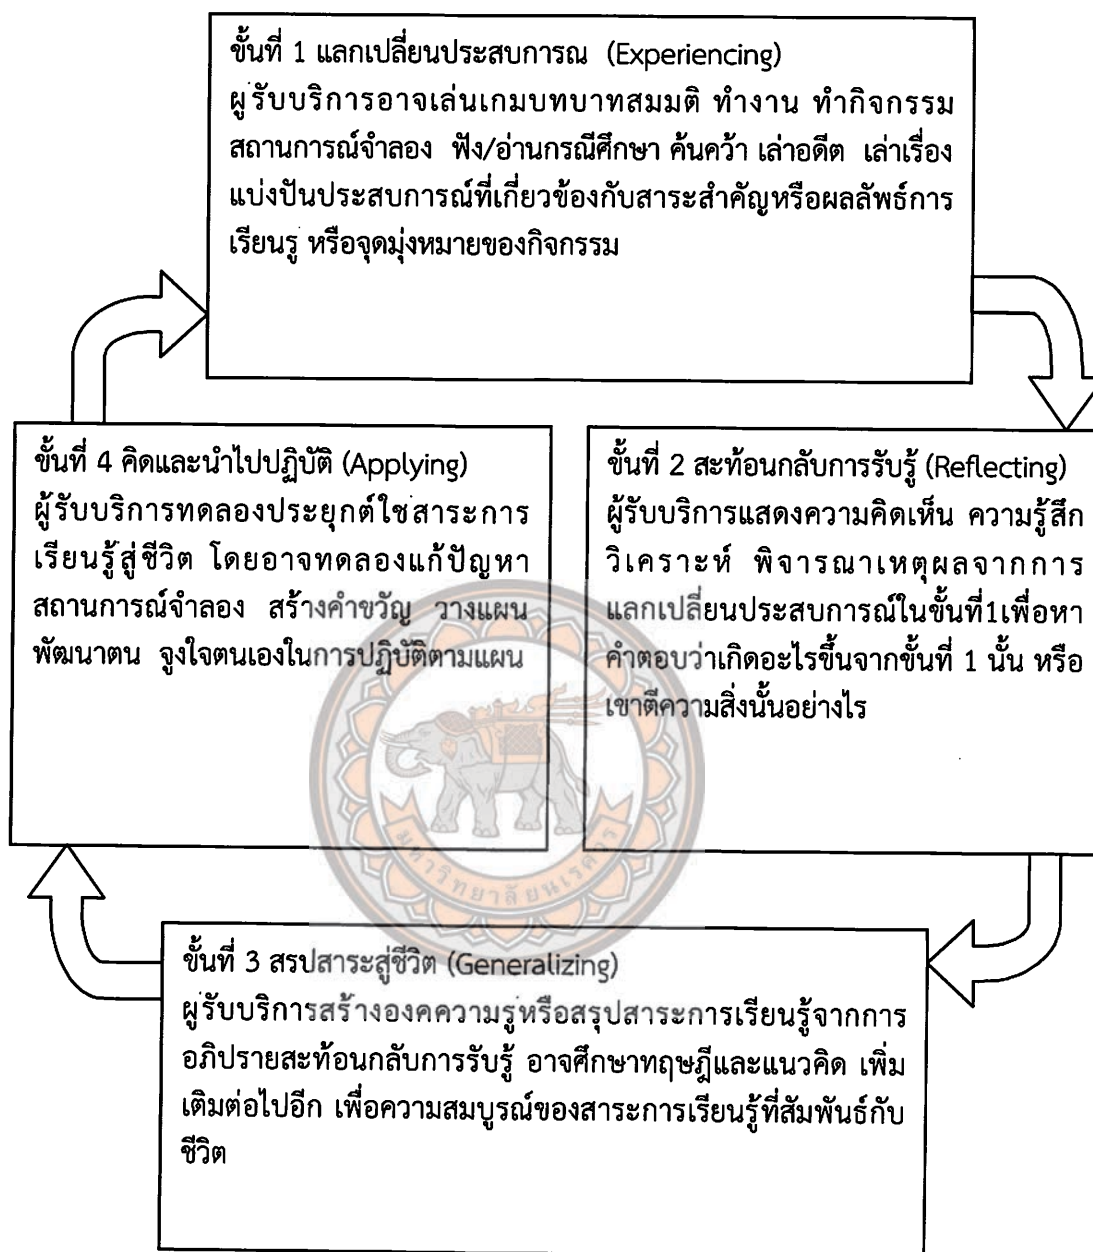 ขั้นที่ 1 แลกเปลี่ยนประสบการณ (Experiencing)
ผู้รับบริการอาจเล่นเกมบทบาทสมมติ ทำงาน ทำกิจกรรม
สถานการณ์จำลอง ฟัง/อ่านกรณีศึกษา ค้นคว้า เล่าอดีต เล่าเรื่อง
แบ่งปันประสบการณ์ที่เกี่ยวข้องกับสาระสำคัญหรือผลลัพธ์การ
เรียนรู้ หรือจุดมุ่งหมายของกิจกรรม
ขั้นที่ 2 สะท้อนกลับการรับรู้ (Reflecting)
ผู้รับบริการแสดงความคิดเห็น ความรู้สึก
วิเคราะห์ พิจารณาเหตุผลจากการ
แลกเปลี่ยนประสบการณ์ในขั้นที่1เพื่อหา
คำตอบว่าเกิดอะไรขึ้นจากขั้นที่ 1 นั้น หรือ
เขาตีความสิ่งนั้นอย่างไร
ขั้นที่ 3 สรปสาระสู่ชีวิต (Generalizing)
ผู้รับบริการสร้างองคความรู่หรือสรุปสาระการเรียนรู้จากการ
อภิปรายสะท้อนกลับการรับรู้ อาจศึกษาทฤษฎีและแนวคิด เพิ่ม
เติมต่อไปอีก เพื่อความสมบูรณ์ของสาระการเรียนรู้ที่สัมพันธ์กับ
ชีวิต
ขั้นที่ 4 คิดและนำไปปฏิบัติ (Applying)
ผู้รับบริการทดลองประยุกต์ใชสาระการ
เรียนรู้สู่ชีวิต โดยอาจทดลองแก้ปัญหา
สถานการณ์จำลอง สร้างคำขวัญ วางแผน
พัฒนาตน จูงใจตนเองในการปฏิบัติตามแผน
มหาวิทยาลัยนเรศวร